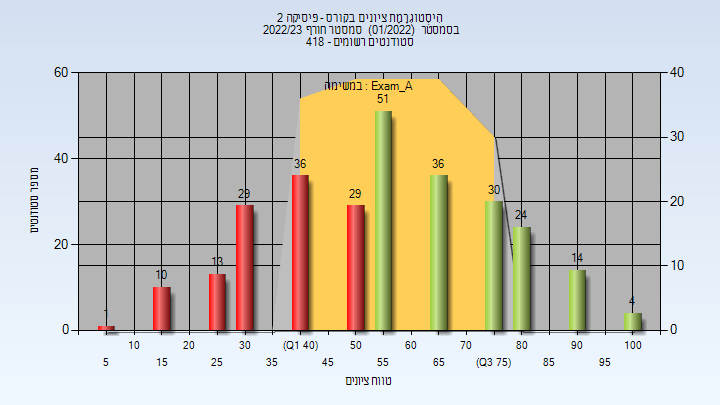 היסטוגרמת ציונים בקורס - פיסיקה 2
בסמסטר (01/2022) סמסטר חורף 2022/23
סטודנטים רשומים - 418
במשימה : Exam_A
60
40
20
0
40
30
20
10
0
מספר סטודנטים
1
10
13
29
36
29
51
36
30
24
14
4
10 20 30 (Q1 40) 50 60 70 80 90 100
5 15 25 35 45 55 65 (Q3 75) 85 95
טווח ציונים